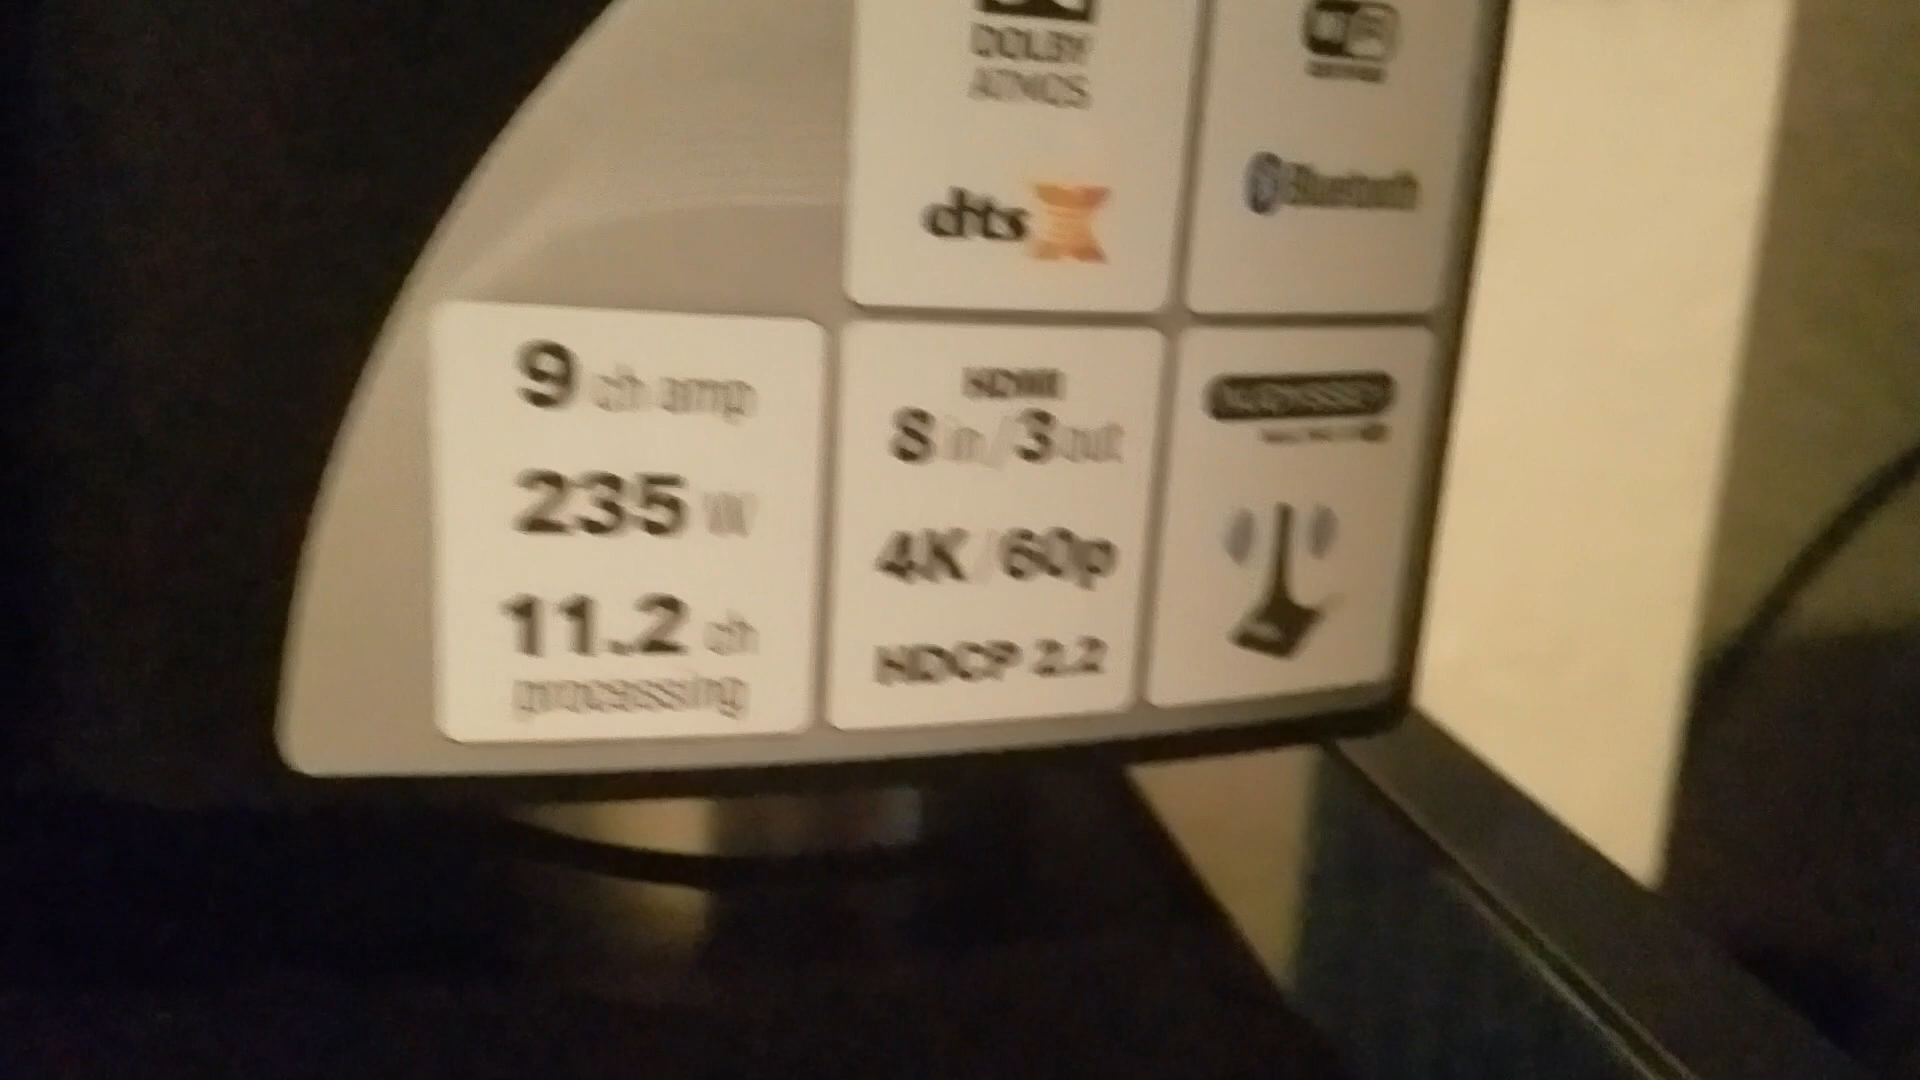 DOLBY
ATMOS
dts X
Bluetooth
9 ch amp
235 W
11.2 ch
processing
HDMI
8 in / 3 out
4K / 60p
HDCP 2.2
AUDYSSEY